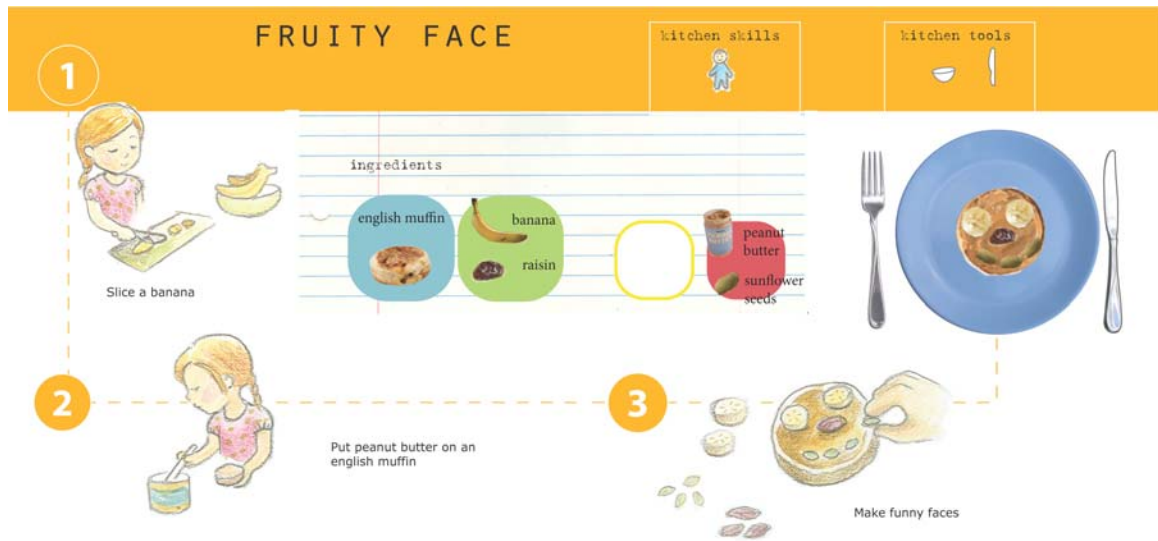 FRUITY FACE
kitchen skills
kitchen tools
1
ingredients
english muffin
banana
raisin
peanut
butter
sunflower
seeds
Slice a banana
2
Put peanut butter on an
english muffin
3
Make funny faces